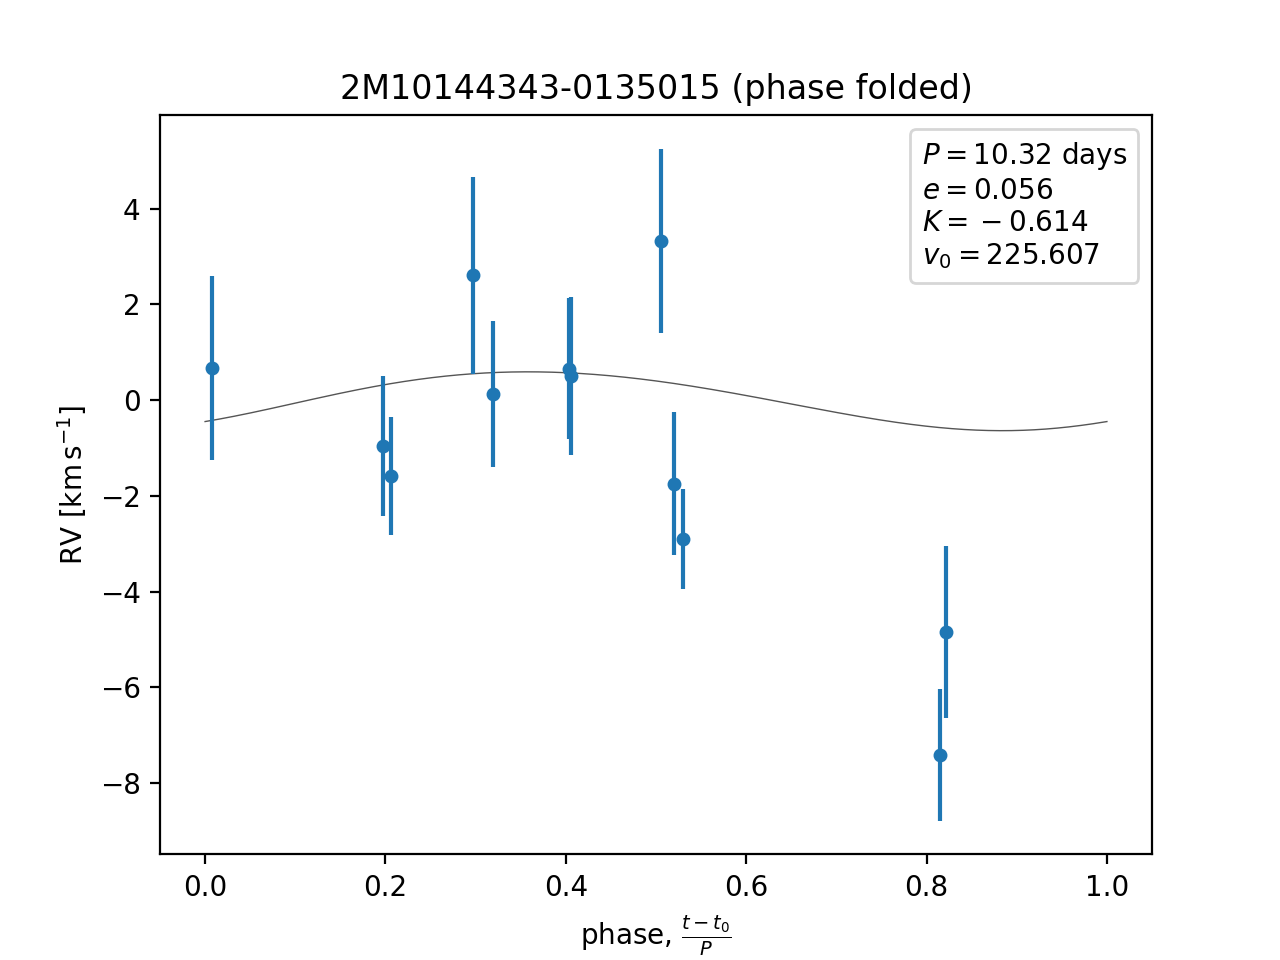 2M10144343-0135015 (phase folded)
P = 10.32 days
e = 0.056
K = −0.614
v₀ = 225.607
4
2
0
−2
−4
−6
−8
RV [km s⁻¹]
0.0 0.2 0.4 0.6 0.8 1.0
phase, (t − t₀)/P